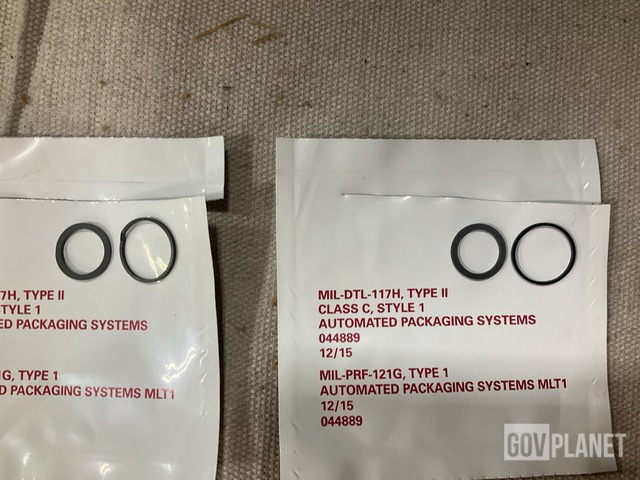 7H, TYPE II
STYLE 1
ED PACKAGING SYSTEMS
1G, TYPE 1
D PACKAGING SYSTEMS MLT1
MIL-DTL-117H, TYPE II
CLASS C, STYLE 1
AUTOMATED PACKAGING SYSTEMS
044889
12/15
MIL-PRF-121G, TYPE 1
AUTOMATED PACKAGING SYSTEMS MLT1
12/15
044889
GOVPLANET